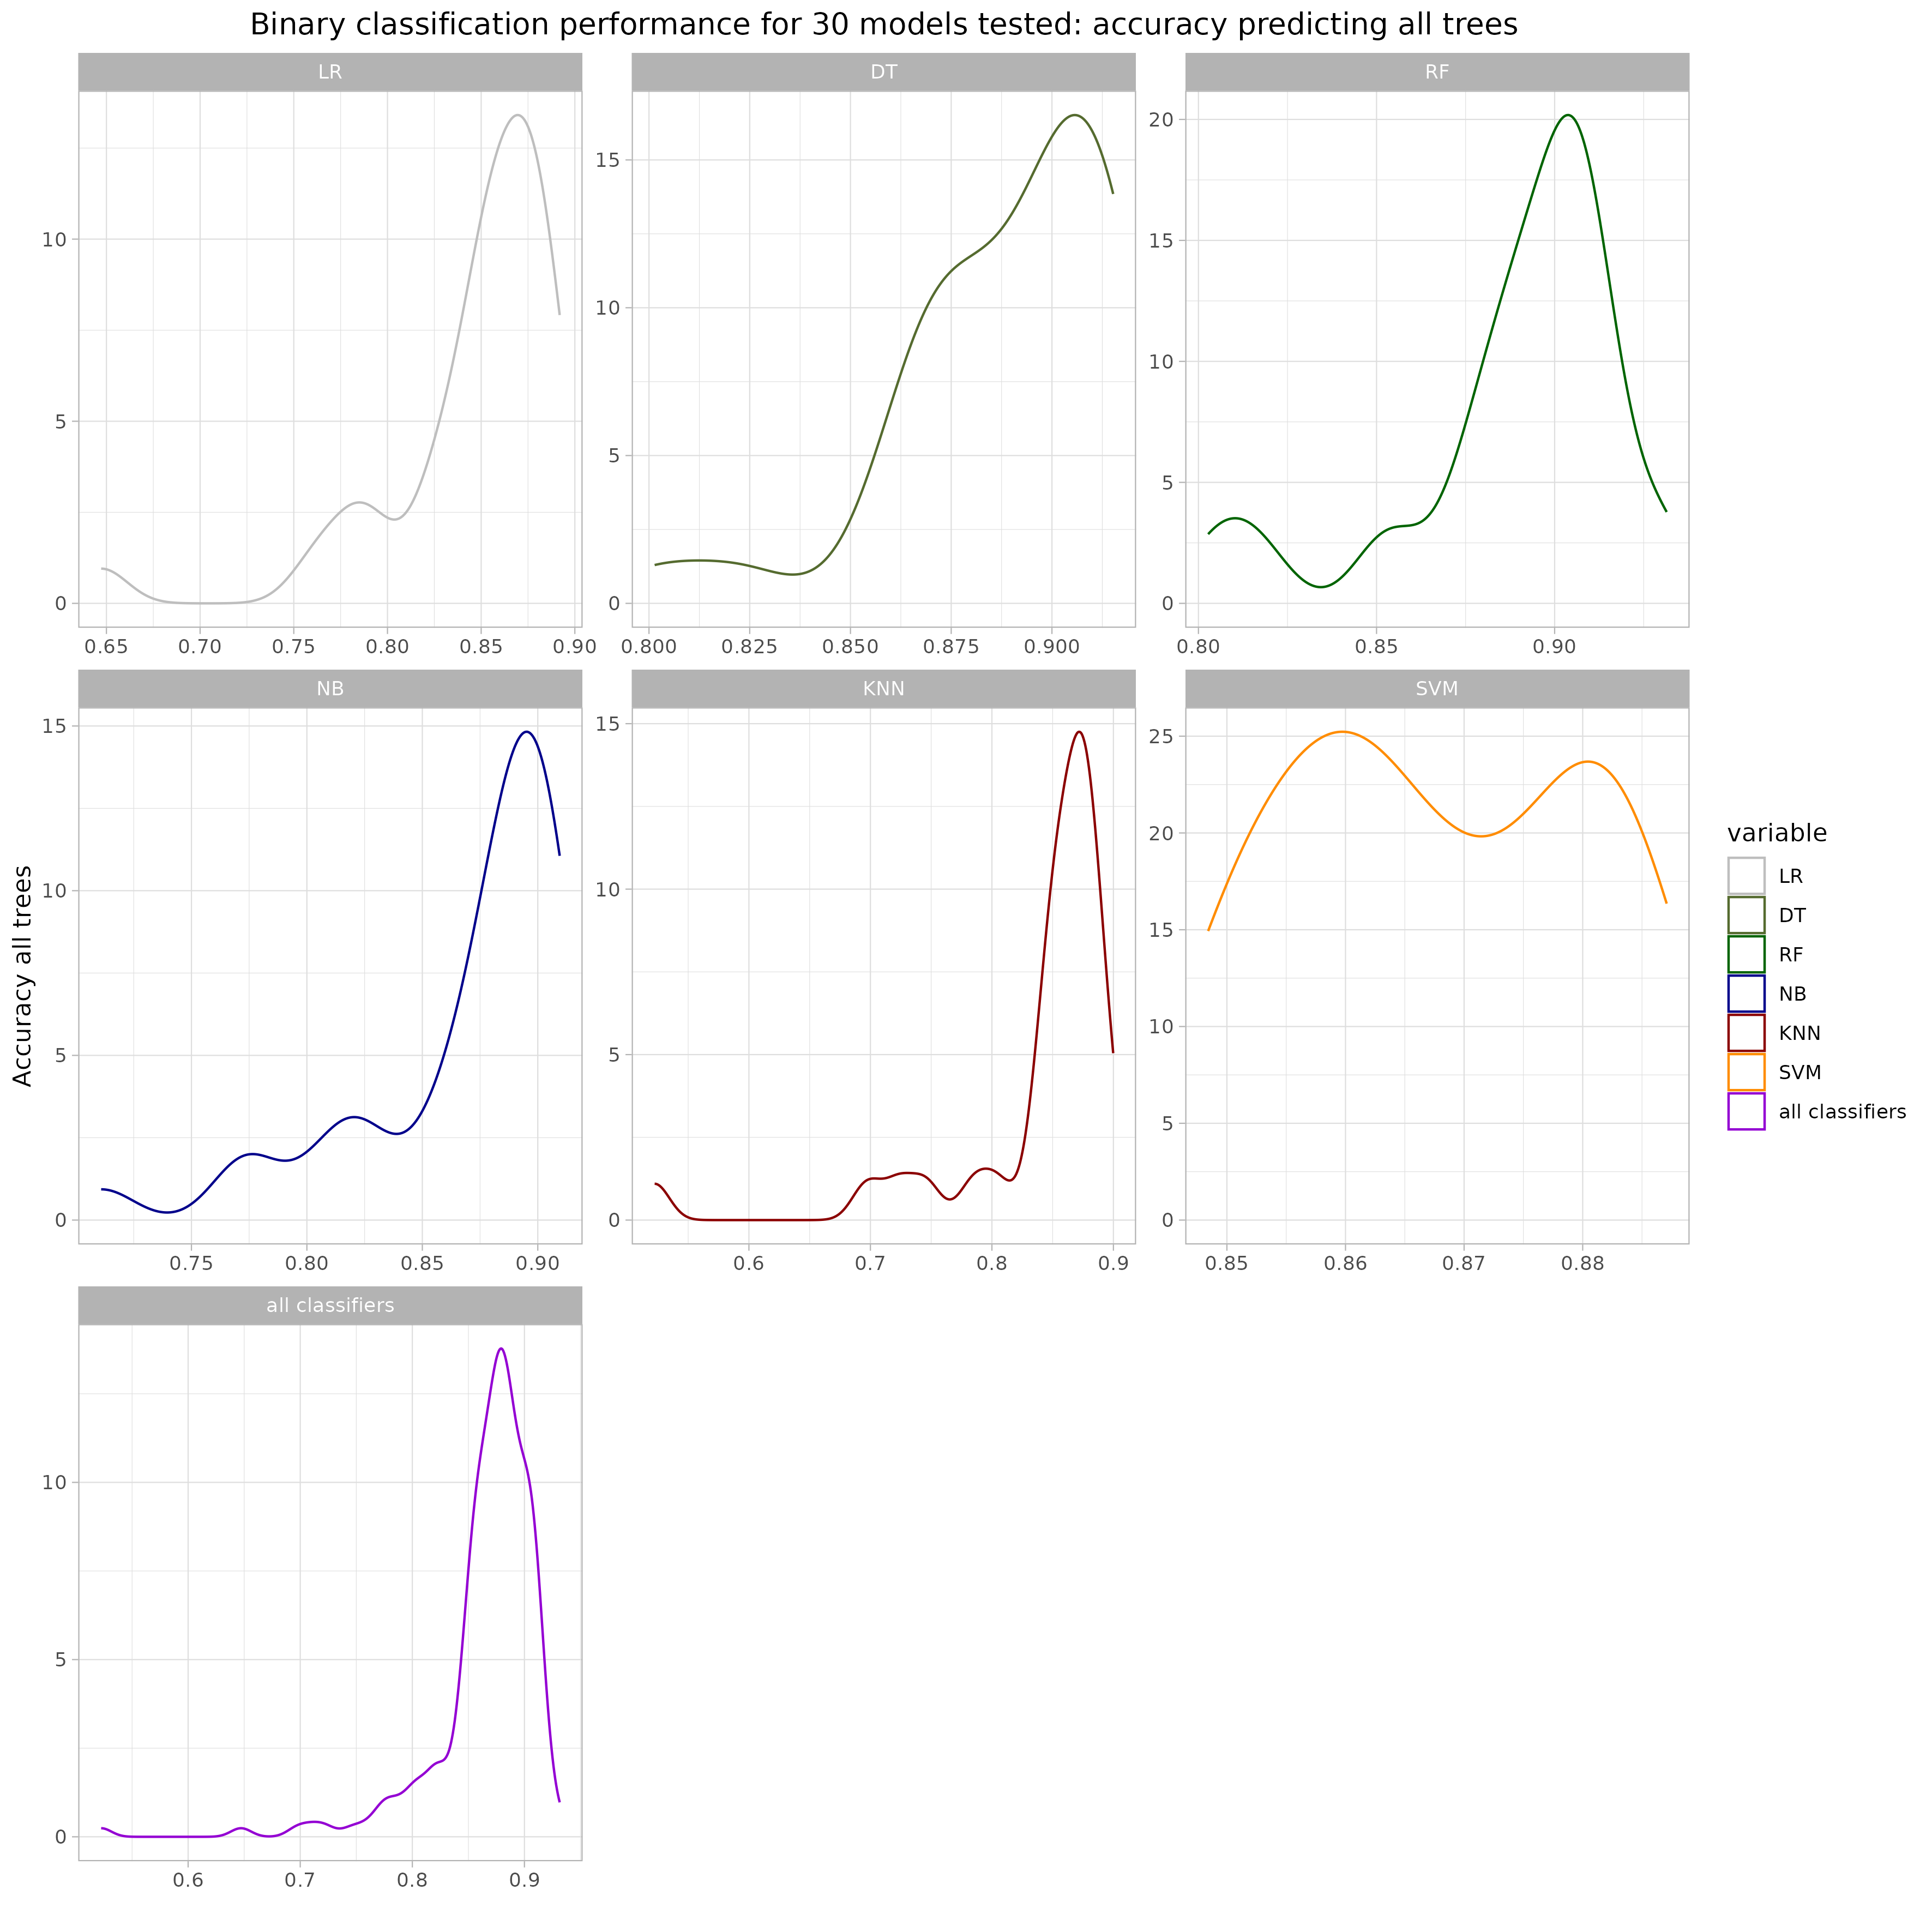 Binary classification performance for 30 models tested: accuracy predicting all trees
LR
DT
RF
10
5
0
0.65 0.70 0.75 0.80 0.85 0.90
15
10
5
0
0.800 0.825 0.850 0.875 0.900
20
15
10
5
0
0.80 0.85 0.90
NB
KNN
SVM
15
10
5
0
0.75 0.80 0.85 0.90
15
10
5
0
0.6 0.7 0.8 0.9
25
20
15
10
5
0
0.85 0.86 0.87 0.88
all classifiers
10
5
0
0.6 0.7 0.8 0.9
Accuracy all trees
variable
LR
DT
RF
NB
KNN
SVM
all classifiers